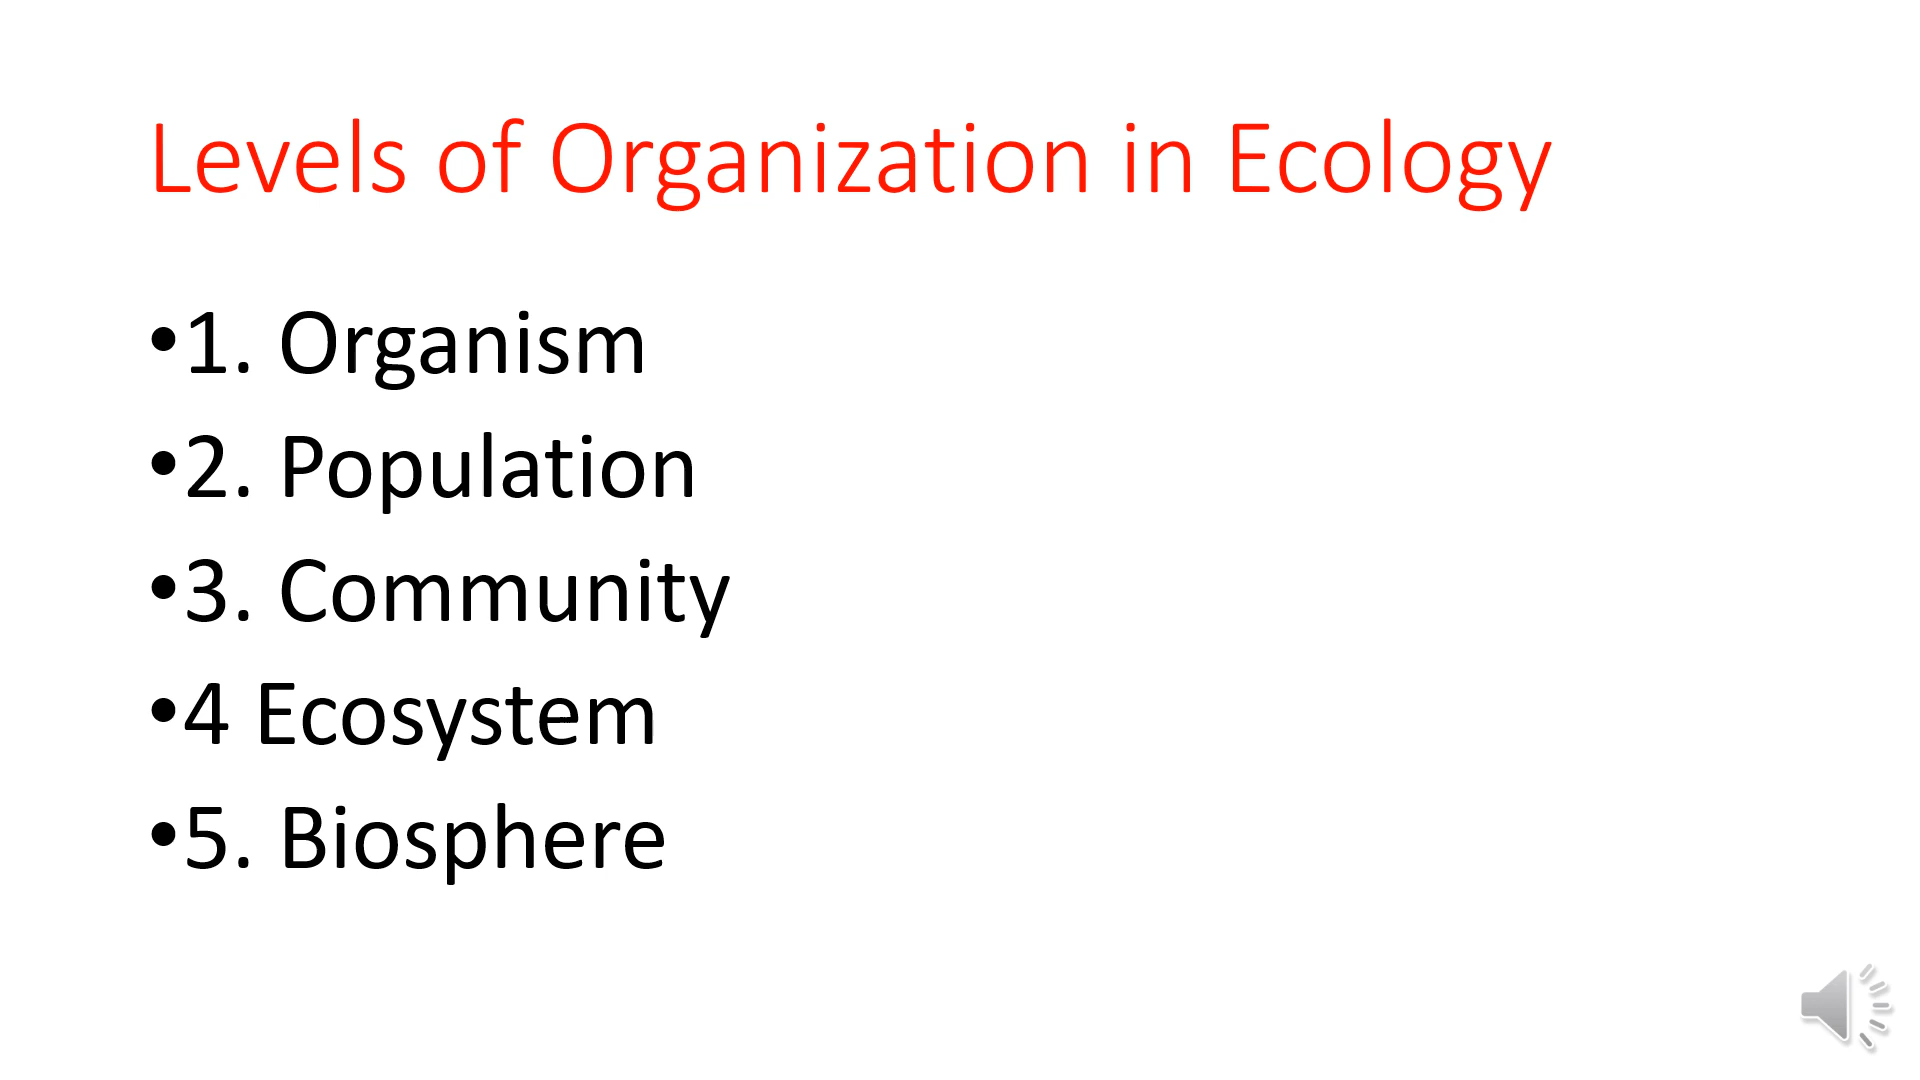 Levels of Organization in Ecology
•1. Organism
•2. Population
•3. Community
•4 Ecosystem
•5. Biosphere